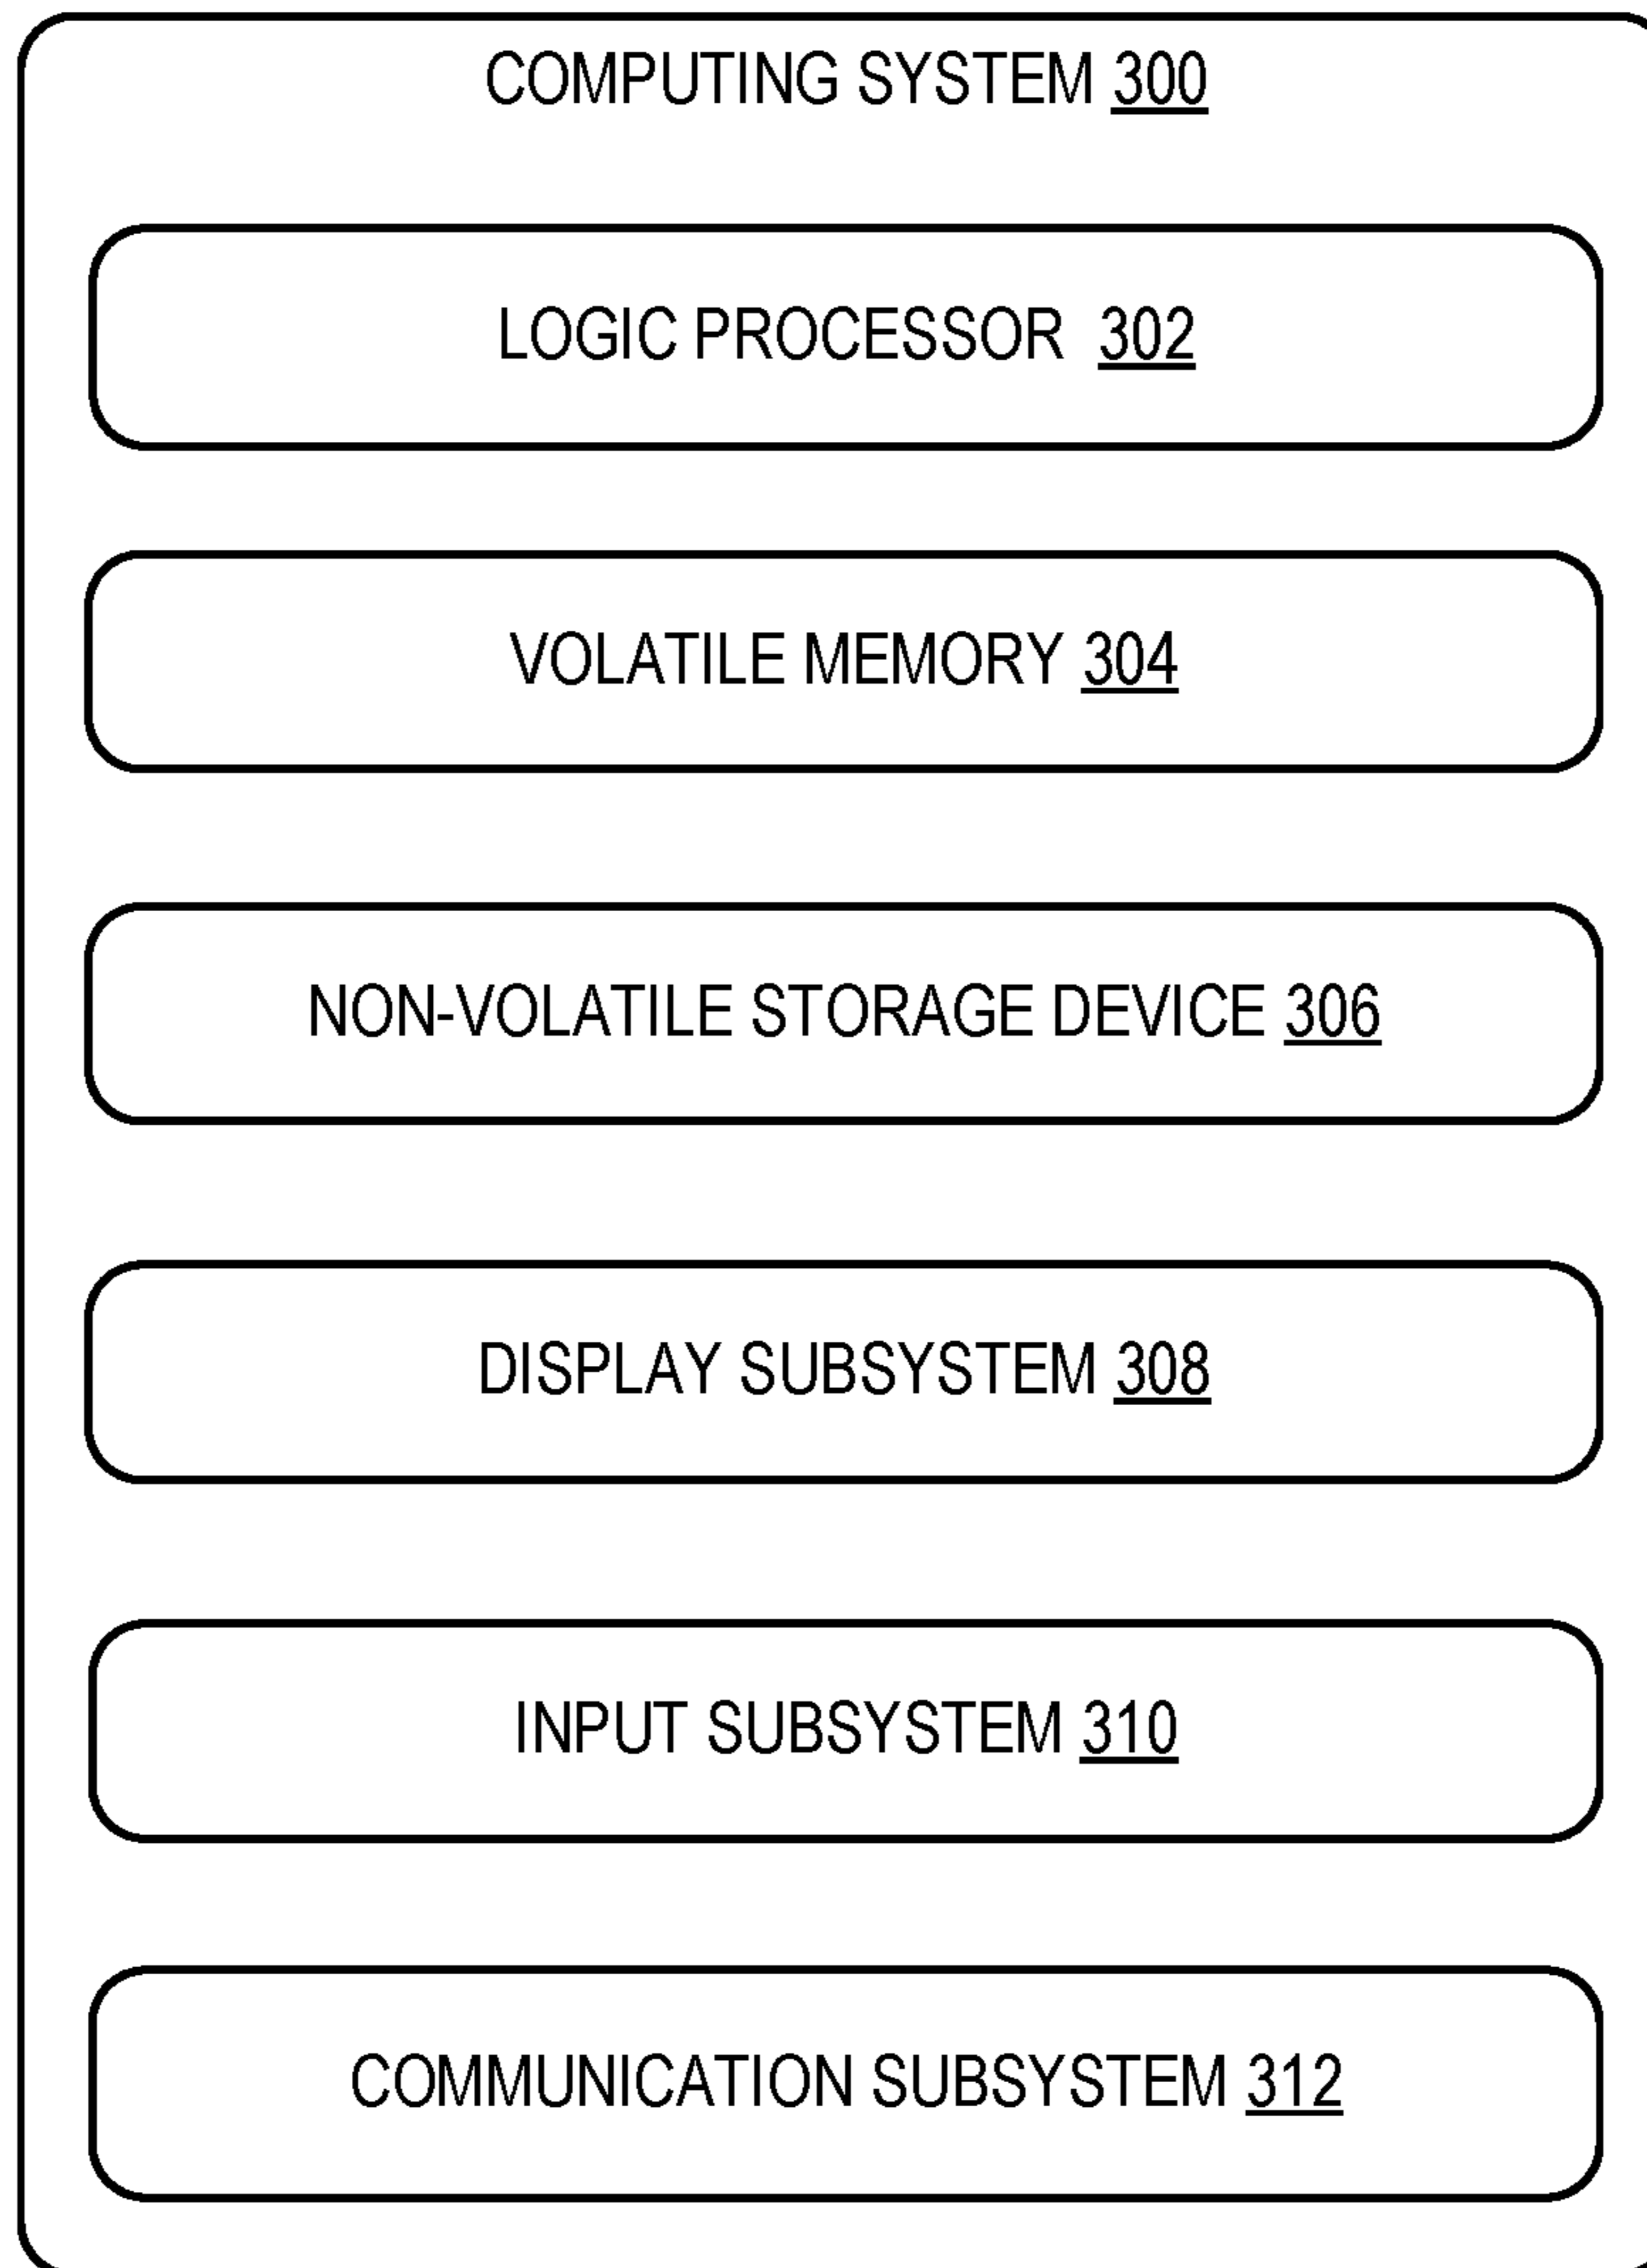 COMPUTING SYSTEM 300
LOGIC PROCESSOR 302
VOLATILE MEMORY 304
NON-VOLATILE STORAGE DEVICE 306
DISPLAY SUBSYSTEM 308
INPUT SUBSYSTEM 310
COMMUNICATION SUBSYSTEM 312